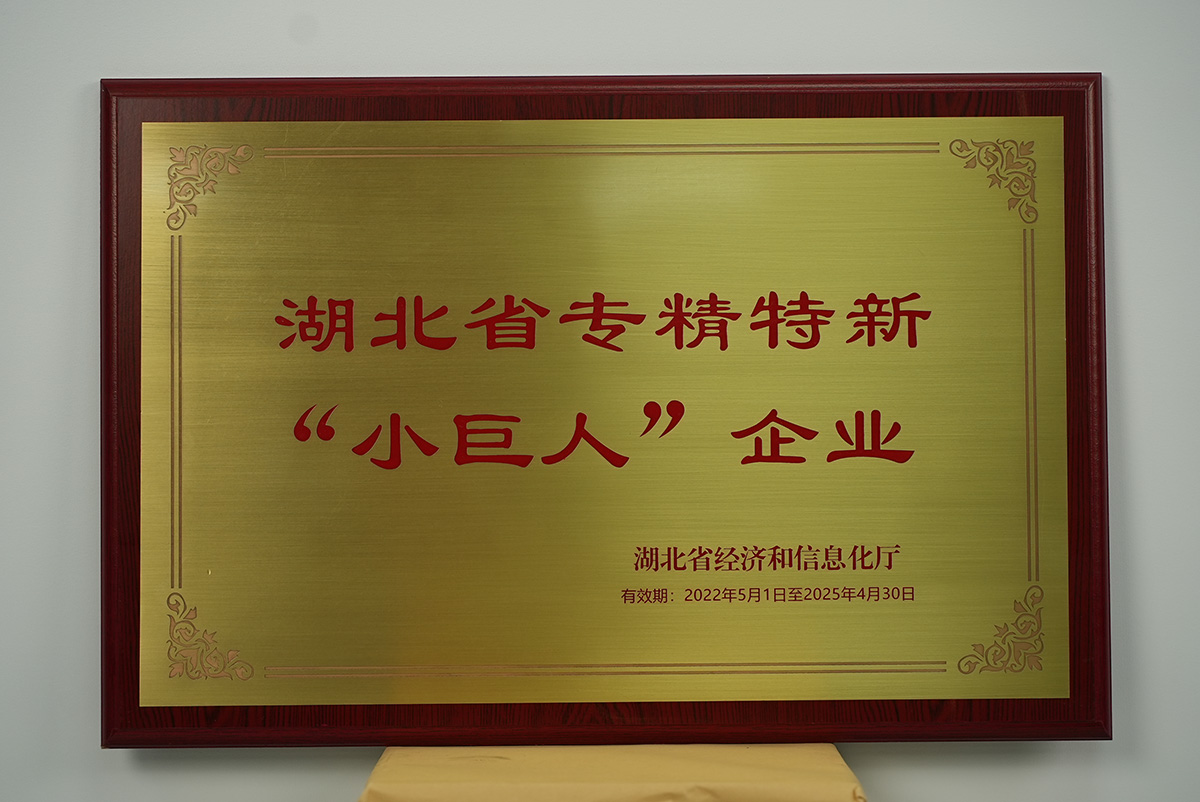 湖北省专精特新
“小巨人”企业
湖北省经济和信息化厅
有效期：2022年5月1日至2025年4月30日